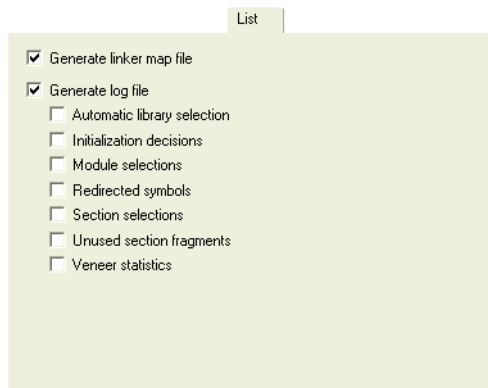 List
Generate linker map file
Generate log file
Automatic library selection
Initialization decisions
Module selections
Redirected symbols
Section selections
Unused section fragments
Veneer statistics